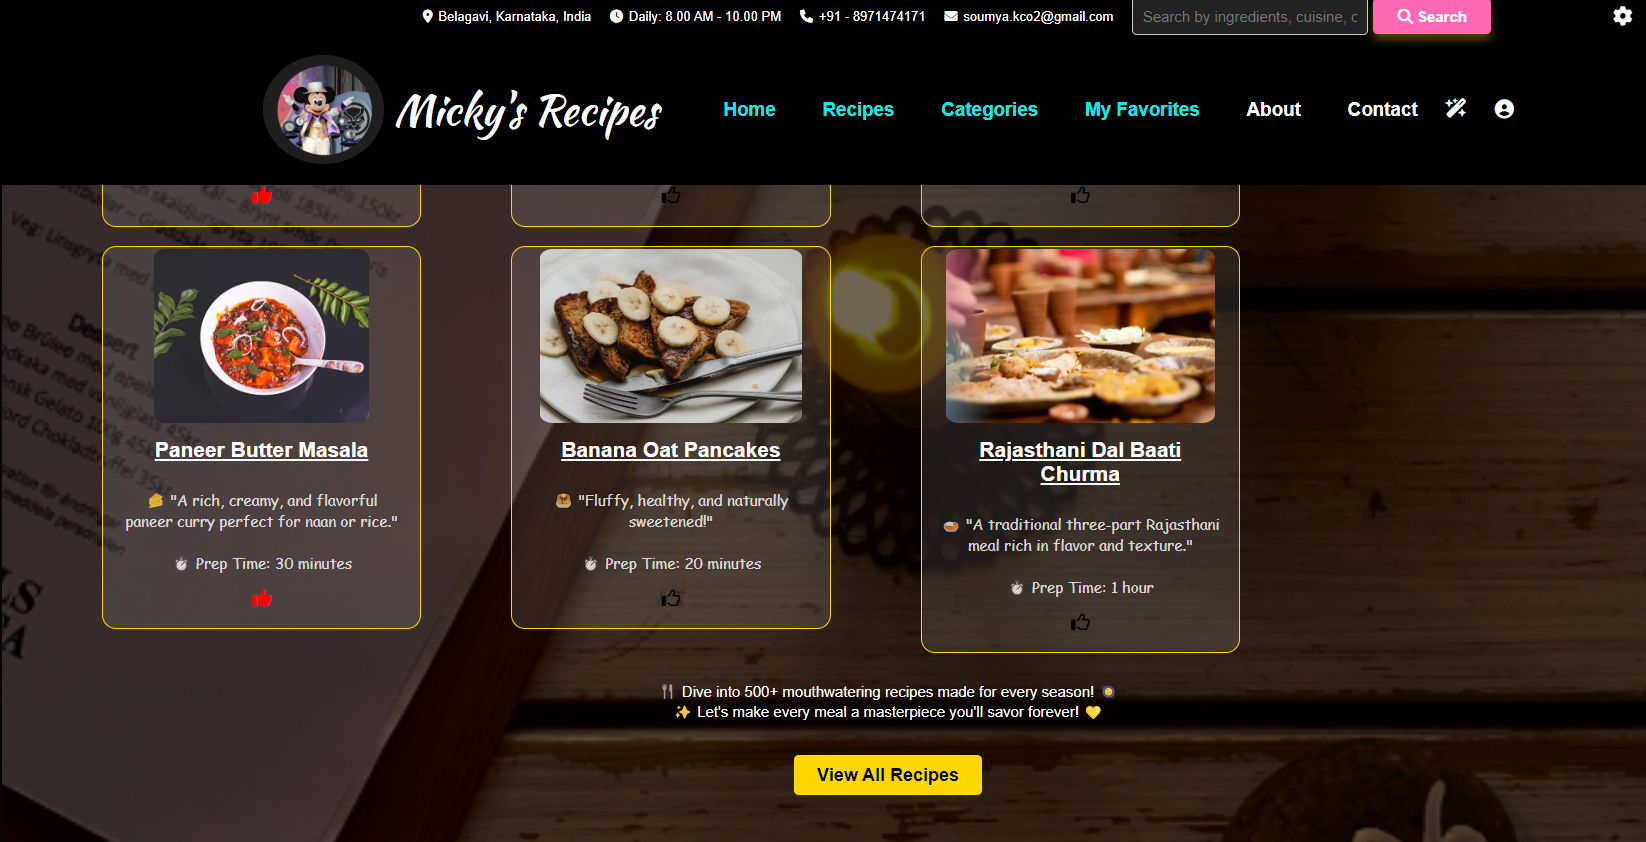 Belagavi, Karnataka, India Daily: 8.00 AM - 10.00 PM +91 - 8971474171 soumya.kco2@gmail.com Search by ingredients, cuisine, c Search
Micky's Recipes Home Recipes Categories My Favorites About Contact
150kr
185kr
Dessert
Paneer Butter Masala
"A rich, creamy, and flavorful
paneer curry perfect for naan or rice."
Prep Time: 30 minutes
Banana Oat Pancakes
"Fluffy, healthy, and naturally
sweetened!"
Prep Time: 20 minutes
Rajasthani Dal Baati
Churma
"A traditional three-part Rajasthani
meal rich in flavor and texture."
Prep Time: 1 hour
🍴 Dive into 500+ mouthwatering recipes made for every season!
✨ Let's make every meal a masterpiece you'll savor forever! 💛
View All Recipes